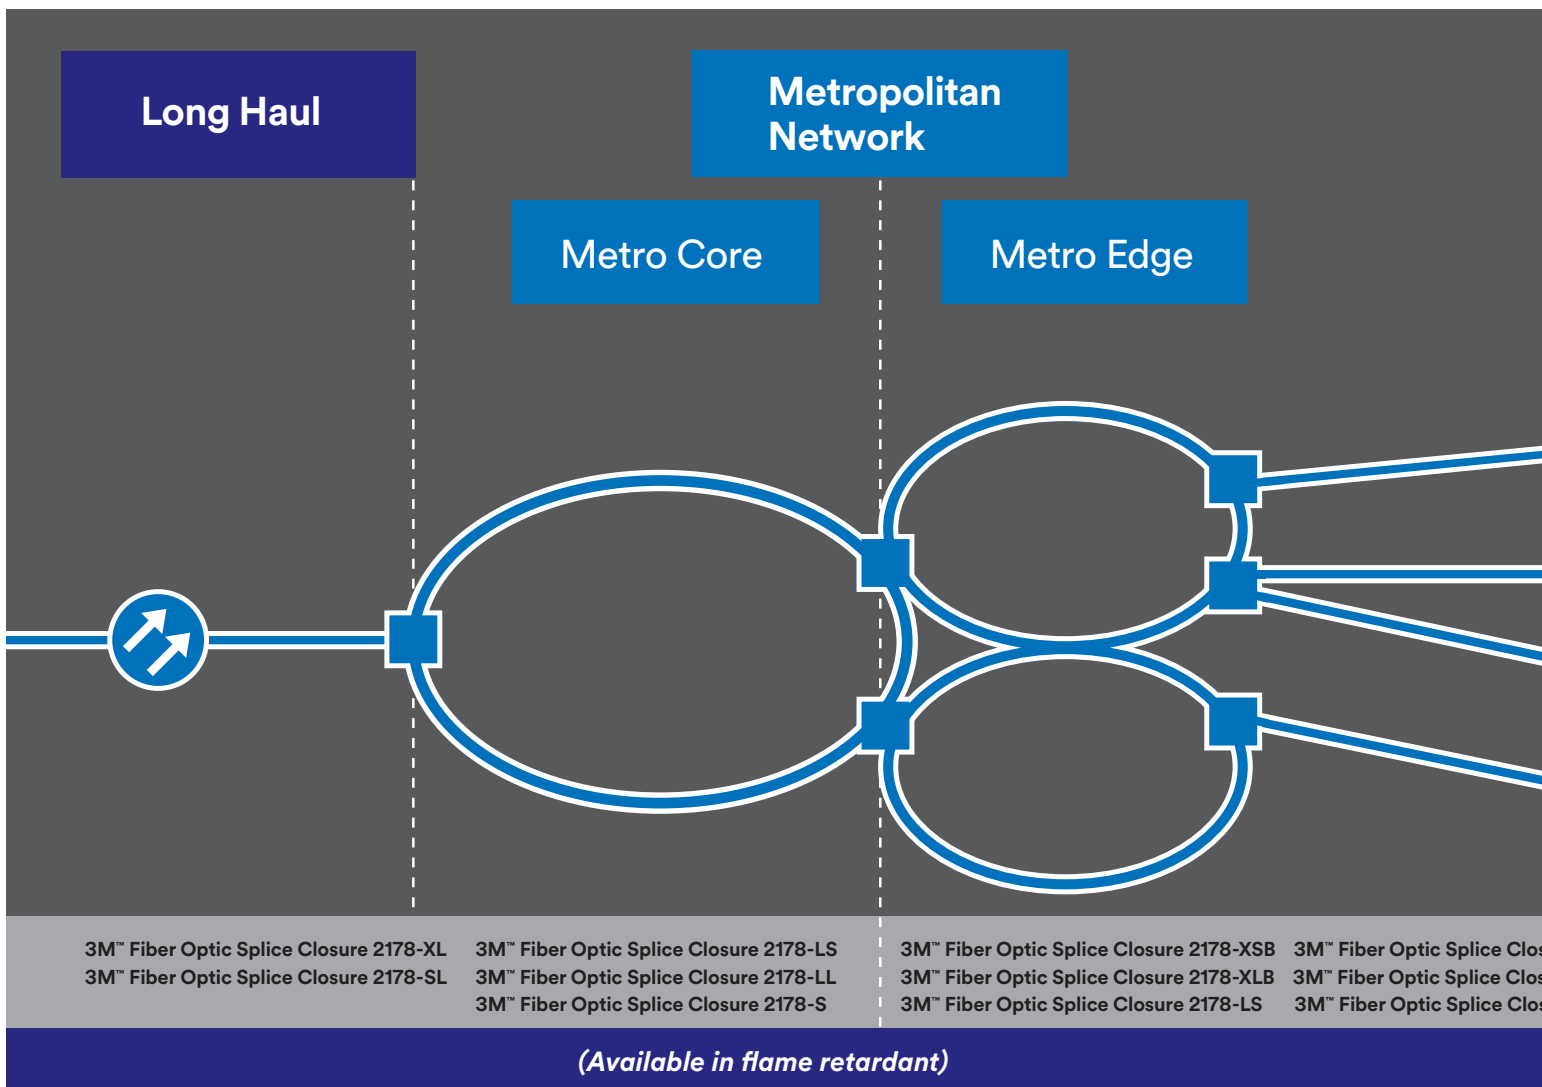 Long Haul
Metropolitan
Network
Metro Core
Metro Edge
3M™ Fiber Optic Splice Closure 2178-XL
3M™ Fiber Optic Splice Closure 2178-SL
3M™ Fiber Optic Splice Closure 2178-LS
3M™ Fiber Optic Splice Closure 2178-LL
3M™ Fiber Optic Splice Closure 2178-S
3M™ Fiber Optic Splice Closure 2178-XSB
3M™ Fiber Optic Splice Closure 2178-XLB
3M™ Fiber Optic Splice Closure 2178-LS
3M™ Fiber Optic Splice
3M™ Fiber Optic Splice
3M™ Fiber Optic Splice
(Available in flame retardant)